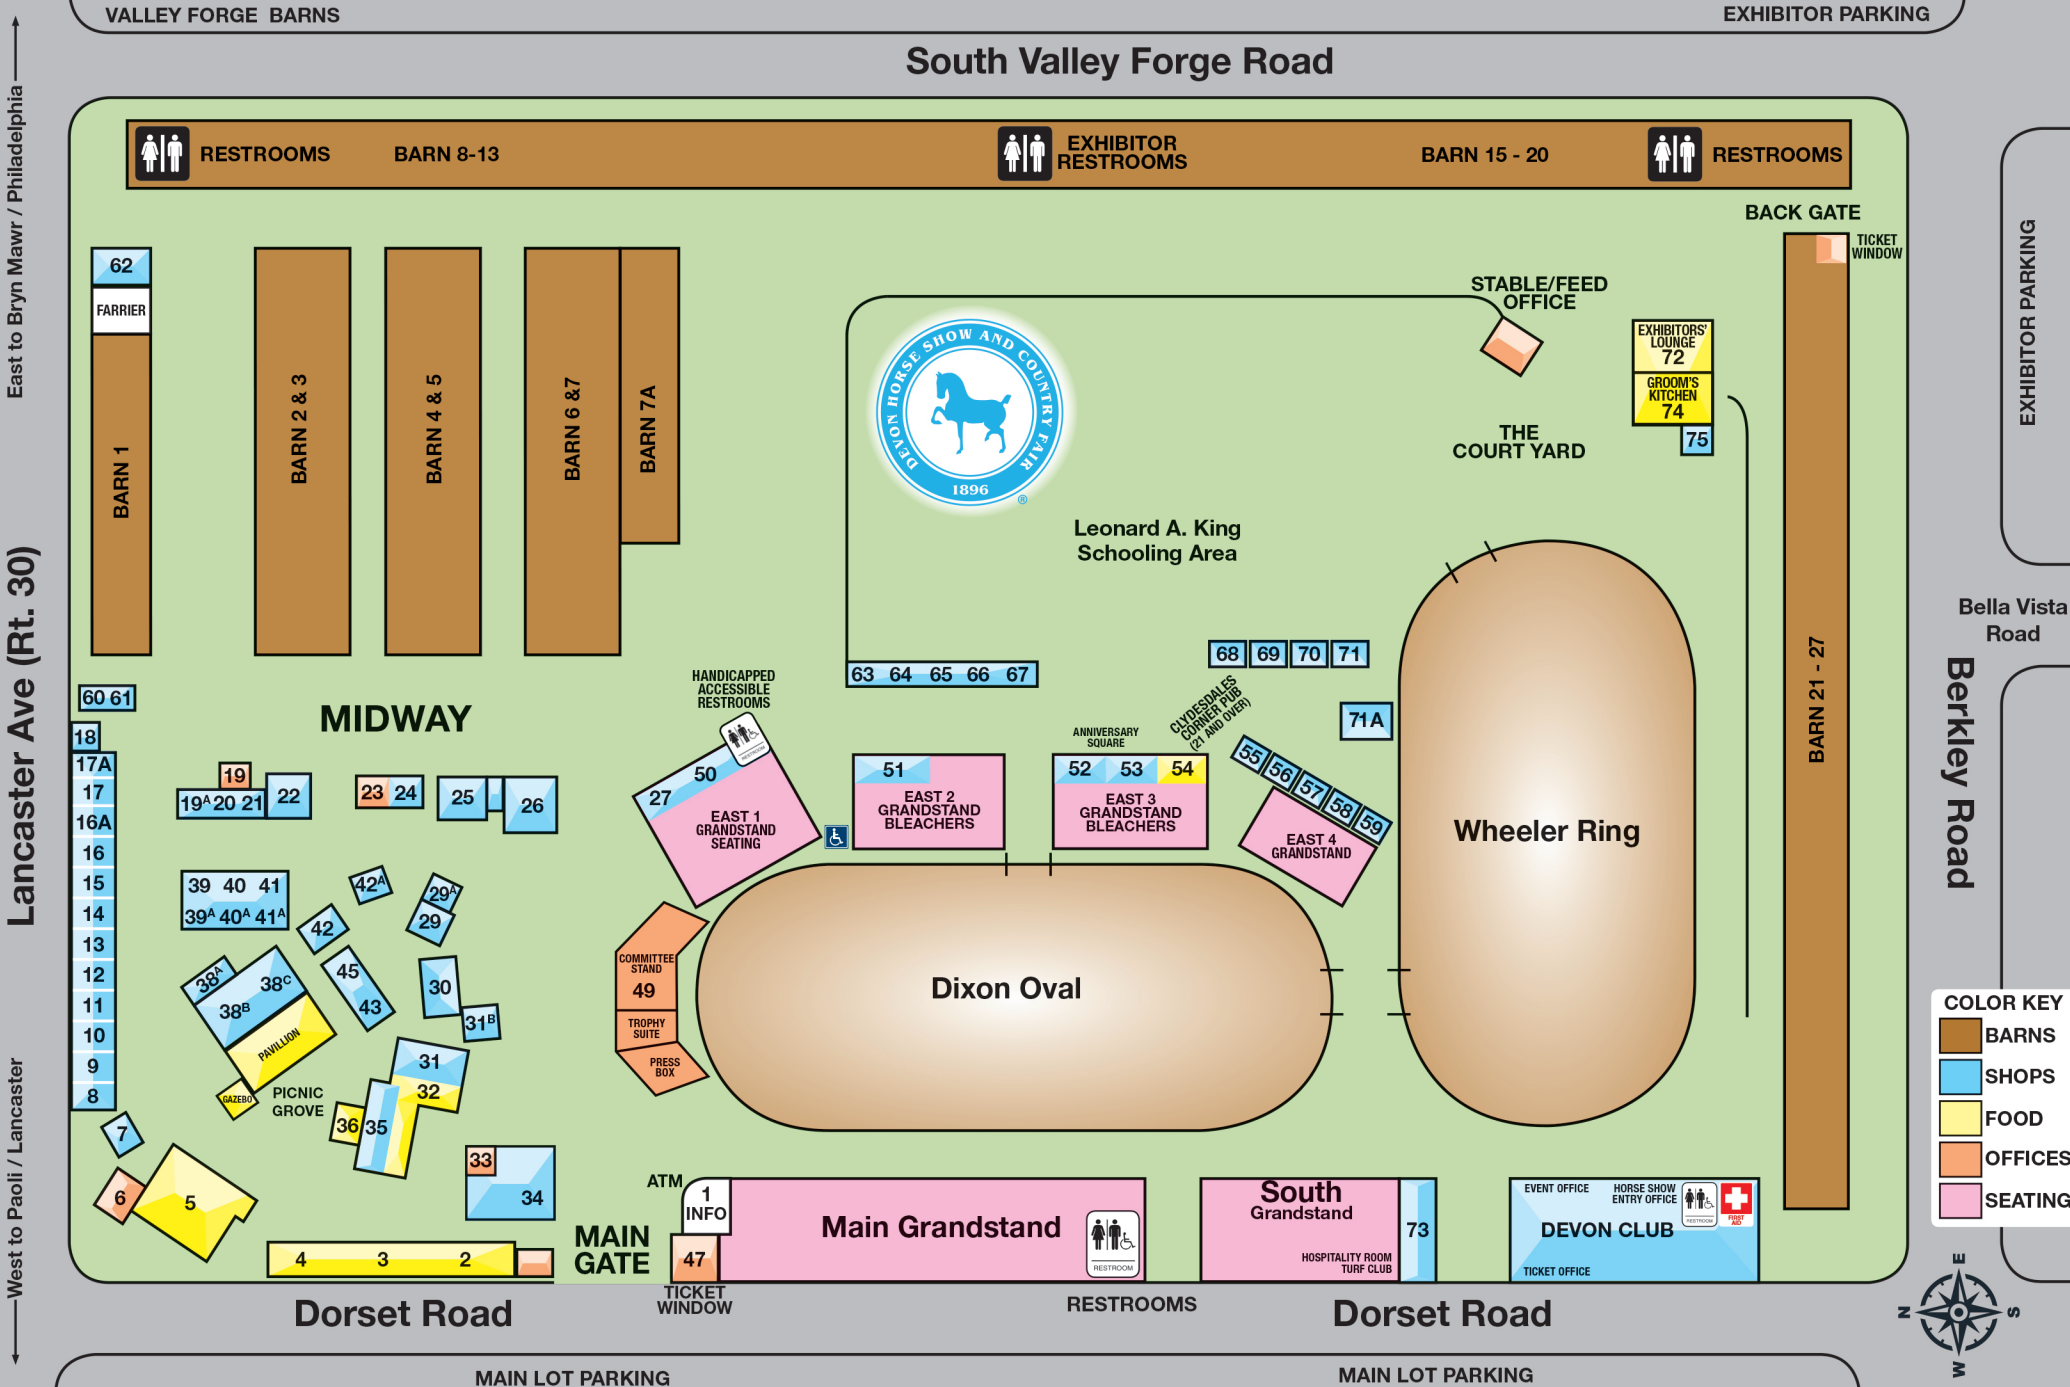 VALLEY FORGE BARNS
EXHIBITOR PARKING
South Valley Forge Road
East to Bryn Mawr / Philadelphia
Lancaster Ave (Rt. 30)
West to Paoli / Lancaster
RESTROOMS
BARN 8-13
EXHIBITOR
RESTROOMS
BARN 15 - 20
RESTROOMS
BACK GATE
TICKET
WINDOW
EXHIBITOR PARKING
62
FARRIER
BARN 1
BARN 2 & 3
BARN 4 & 5
BARN 6 &7
BARN 7A
DEVON HORSE SHOW AND COUNTRY FAIR
1896
®
STABLE/FEED
OFFICE
EXHIBITORS'
LOUNGE
72
GROOM'S
KITCHEN
74
75
THE
COURT YARD
Leonard A. King
Schooling Area
Bella Vista
Road
Berkley Road
BARN 21 - 27
60 61
18
17A
17
16A
16
15
14
13
12
11
10
9
8
7
6
5
MIDWAY
19
19A 20 21
22
23 24
25
26
39 40 41
39A 40A 41A
42A
42
29A
29
38A
38B
38C
PAVILLION
GAZEBO
PICNIC
GROVE
45
43
30
31B
31
32
36
35
33
34
4 3 2
MAIN
GATE
HANDICAPPED
ACCESSIBLE
RESTROOMS
RESTROOM
27
50
EAST 1
GRANDSTAND
SEATING
63 64 65 66 67
51
EAST 2
GRANDSTAND
BLEACHERS
ANNIVERSARY
SQUARE
52 53 54
EAST 3
GRANDSTAND
BLEACHERS
CLYDESDALES
CORNER PUB
(21 AND OVER)
68 69 70 71
71A
55 56 57 58 59
EAST 4
GRANDSTAND
Wheeler Ring
COMMITTEE
STAND
49
TROPHY
SUITE
PRESS
BOX
Dixon Oval
ATM
1
INFO
47
TICKET
WINDOW
Main Grandstand
RESTROOM
RESTROOMS
South
Grandstand
HOSPITALITY ROOM
TURF CLUB
73
EVENT OFFICE
HORSE SHOW
ENTRY OFFICE
RESTROOM
FIRST
AID
DEVON CLUB
TICKET OFFICE
COLOR KEY
BARNS
SHOPS
FOOD
OFFICES
SEATING
E
N
S
W
Dorset Road
Dorset Road
MAIN LOT PARKING
MAIN LOT PARKING